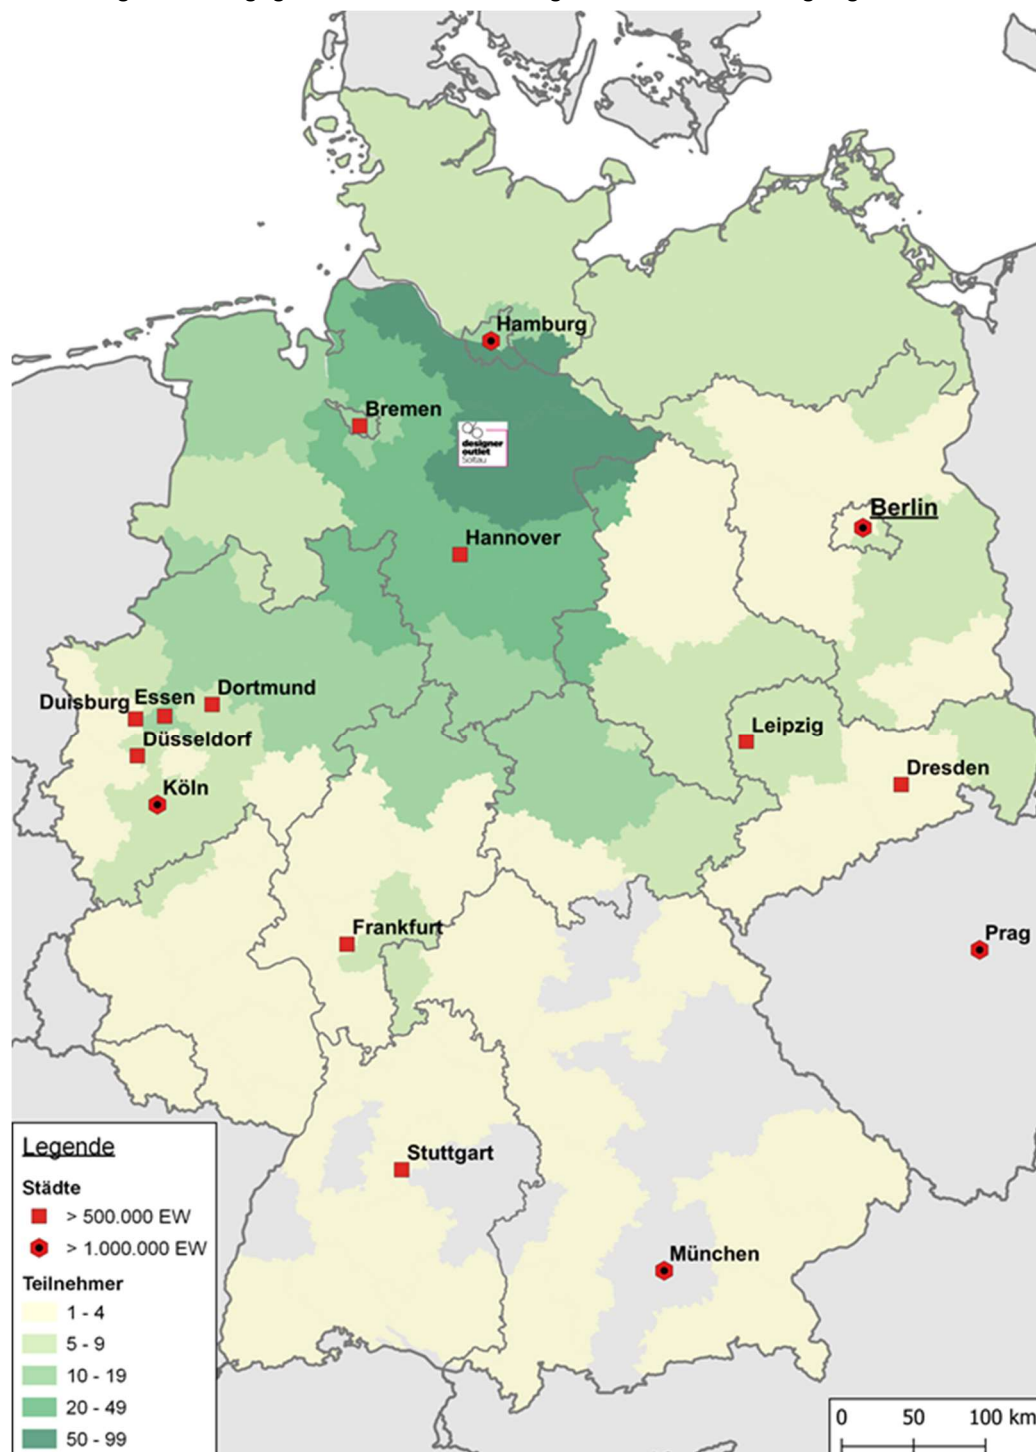 Hamburg
Bremen
designer
outlet
Soltau
Berlin
Hannover
Duisburg
Essen
Dortmund
Düsseldorf
Leipzig
Köln
Dresden
Frankfurt
Prag
Stuttgart
München
Legende
Städte
> 500.000 EW
> 1.000.000 EW
Teilnehmer
1 - 4
5 - 9
10 - 19
20 - 49
50 - 99
0 50 100 km